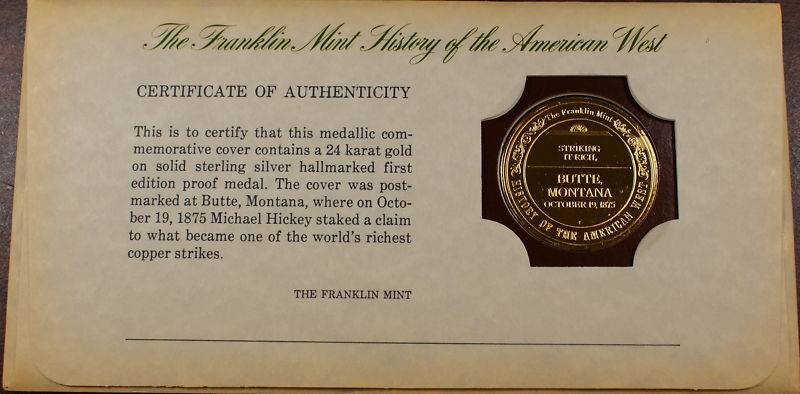 The Franklin Mint History of the American West
CERTIFICATE OF AUTHENTICITY
This is to certify that this medallic com-
memorative cover contains a 24 karat gold
on solid sterling silver hallmarked first
edition proof medal. The cover was post-
marked at Butte, Montana, where on Octo-
ber 19, 1875 Michael Hickey staked a claim
to what became one of the world's richest
copper strikes.
THE FRANKLIN MINT
The Franklin Mint
STRIKING
IT RICH,
BUTTE,
MONTANA
OCTOBER 19, 1875
HISTORY OF THE AMERICAN WEST